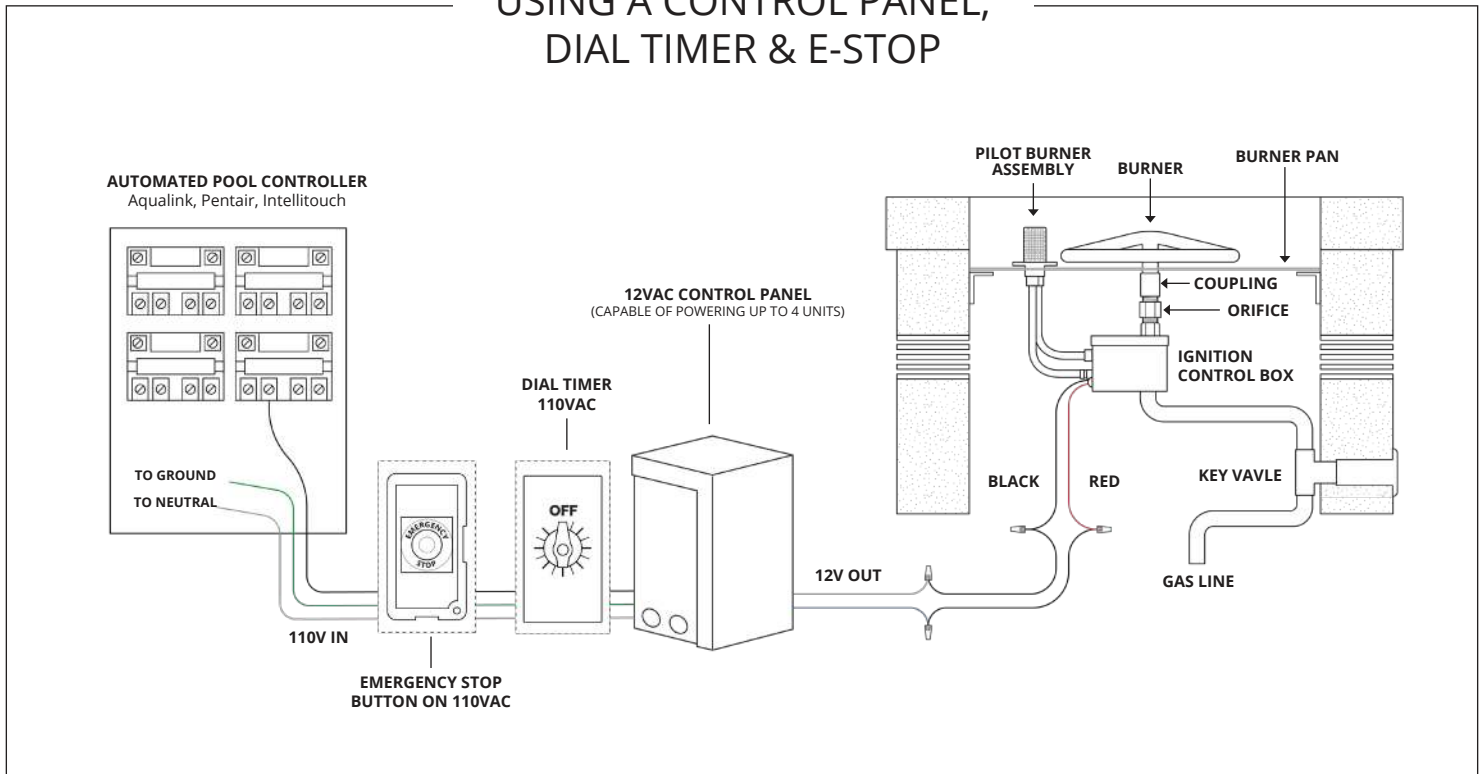 USING A CONTROL PANEL,
DIAL TIMER & E-STOP
AUTOMATED POOL CONTROLLER
Aqualink, Pentair, Intellitouch
TO GROUND
TO NEUTRAL
110V IN
EMERGENCY
STOP
EMERGENCY STOP
BUTTON ON 110VAC
DIAL TIMER
110VAC
OFF
12VAC CONTROL PANEL
(CAPABLE OF POWERING UP TO 4 UNITS)
12V OUT
PILOT BURNER
ASSEMBLY
BURNER
BURNER PAN
COUPLING
ORIFICE
IGNITION
CONTROL BOX
BLACK
RED
KEY VAVLE
GAS LINE